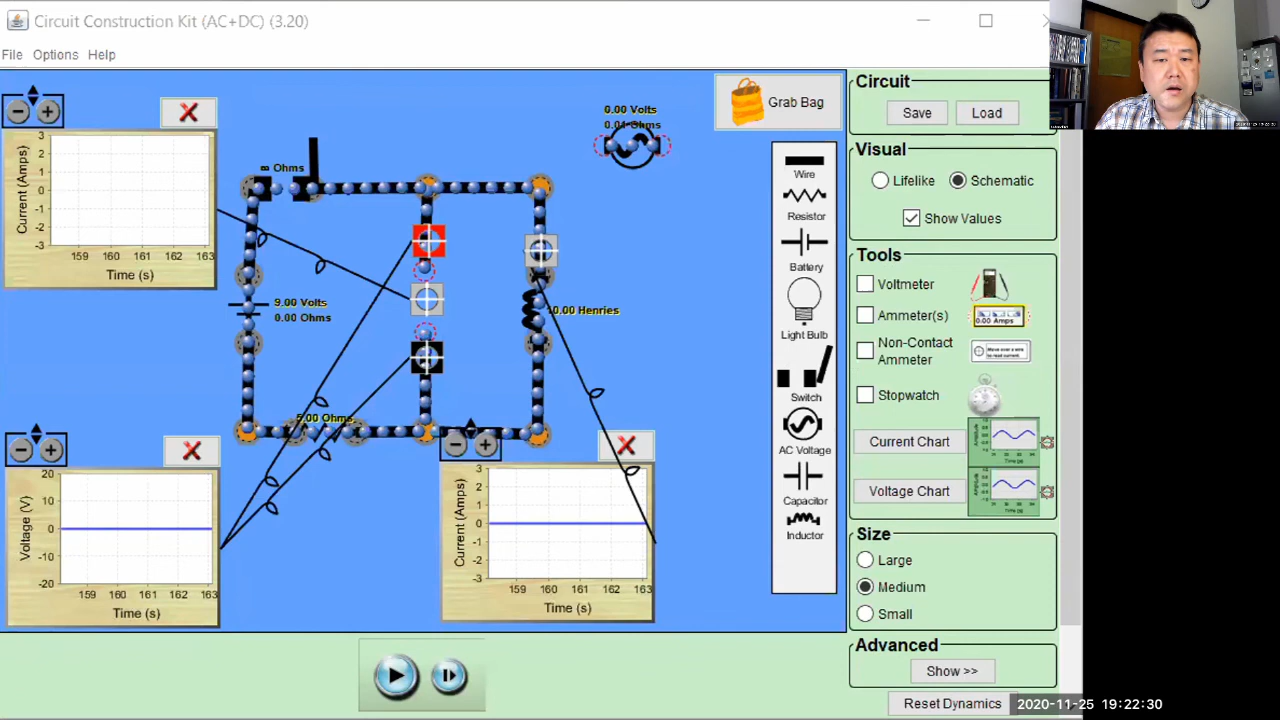 Circuit Construction Kit (AC+DC) (3.20)
File Options Help
Grab Bag
0.00 Volts
0.01 Ohms
∞ Ohms
9.00 Volts
0.00 Ohms
10.00 Henries
5.00 Ohms
Current (Amps)
3
2
1
0
-1
-2
-3
159 160 161 162 163
Time (s)
Voltage (V)
20
10
0
-10
-20
159 160 161 162 163
Time (s)
Current (Amps)
3
2
1
0
-1
-2
-3
159 160 161 162 163
Time (s)
Wire
Resistor
Battery
Light Bulb
Switch
AC Voltage
Capacitor
Inductor
Circuit
Save Load
Visual
Lifelike Schematic
Show Values
Tools
Voltmeter
Ammeter(s)
0.00 Amps
Non-Contact
Ammeter
Stopwatch
Current Chart
Voltage Chart
Size
Large
Medium
Small
Advanced
Show >>
Reset Dynamics
2020-11-25 19:22:30